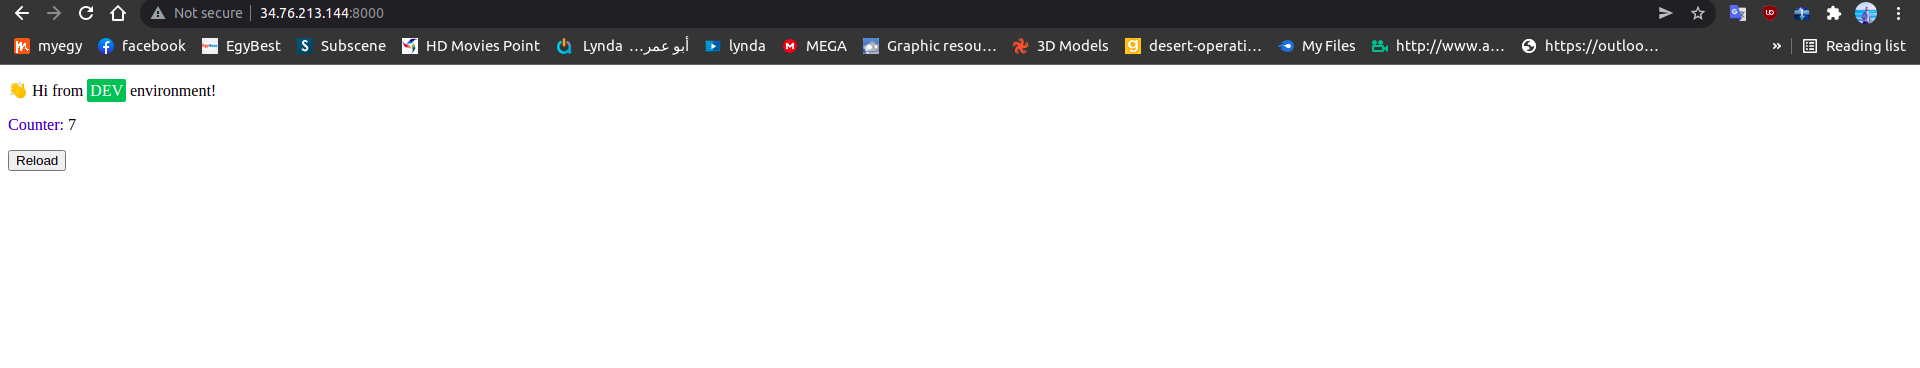 Not secure 34.76.213.144:8000
myegy facebook EgyBest Subscene HD Movies Point Lynda …أبو عمر lynda MEGA Graphic resou… 3D Models desert-operati… My Files http://www.a… https://outloo… » Reading list
👋 Hi from DEV environment!
Counter: 7
Reload